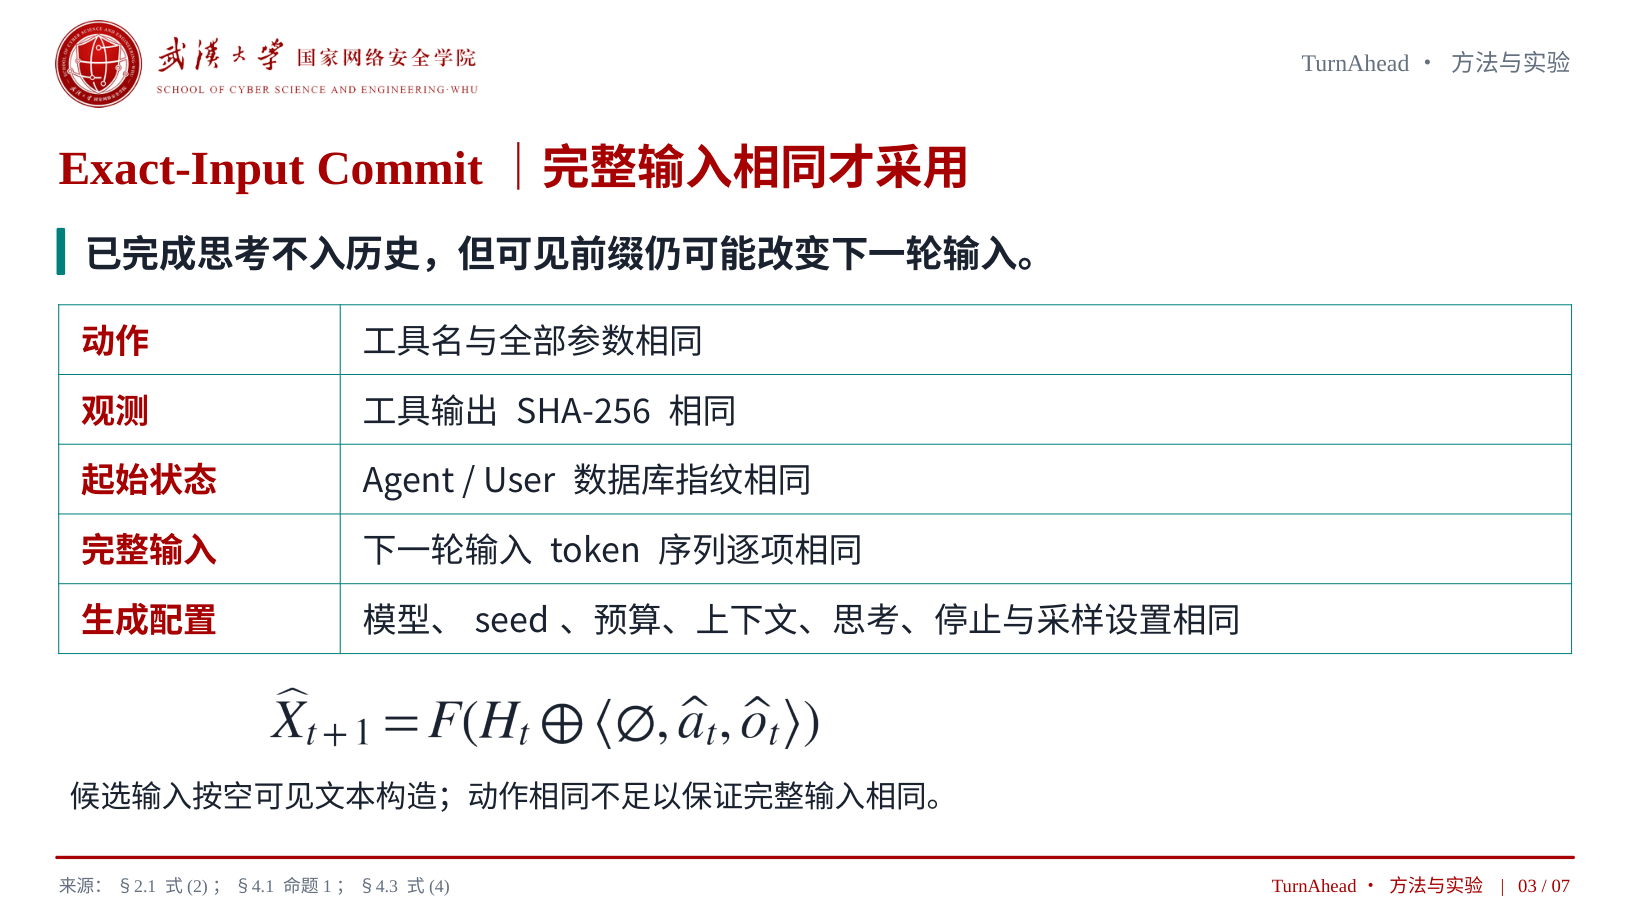 武漢大学 国家网络安全学院
SCHOOL OF CYBER SCIENCE AND ENGINEERING·WHU
TurnAhead · 方法与实验
Exact-Input Commit ｜完整输入相同才采用
已完成思考不入历史，但可见前缀仍可能改变下一轮输入。
动作 工具名与全部参数相同
观测 工具输出 SHA-256 相同
起始状态 Agent / User 数据库指纹相同
完整输入 下一轮输入 token 序列逐项相同
生成配置 模型、 seed 、预算、上下文、思考、停止与采样设置相同
X̂ₜ₊₁ = F(Hₜ ⊕ ⟨∅, âₜ, ôₜ⟩)
候选输入按空可见文本构造；动作相同不足以保证完整输入相同。
来源： §2.1 式 (2) ； §4.1 命题 1 ； §4.3 式 (4)
TurnAhead · 方法与实验 | 03 / 07